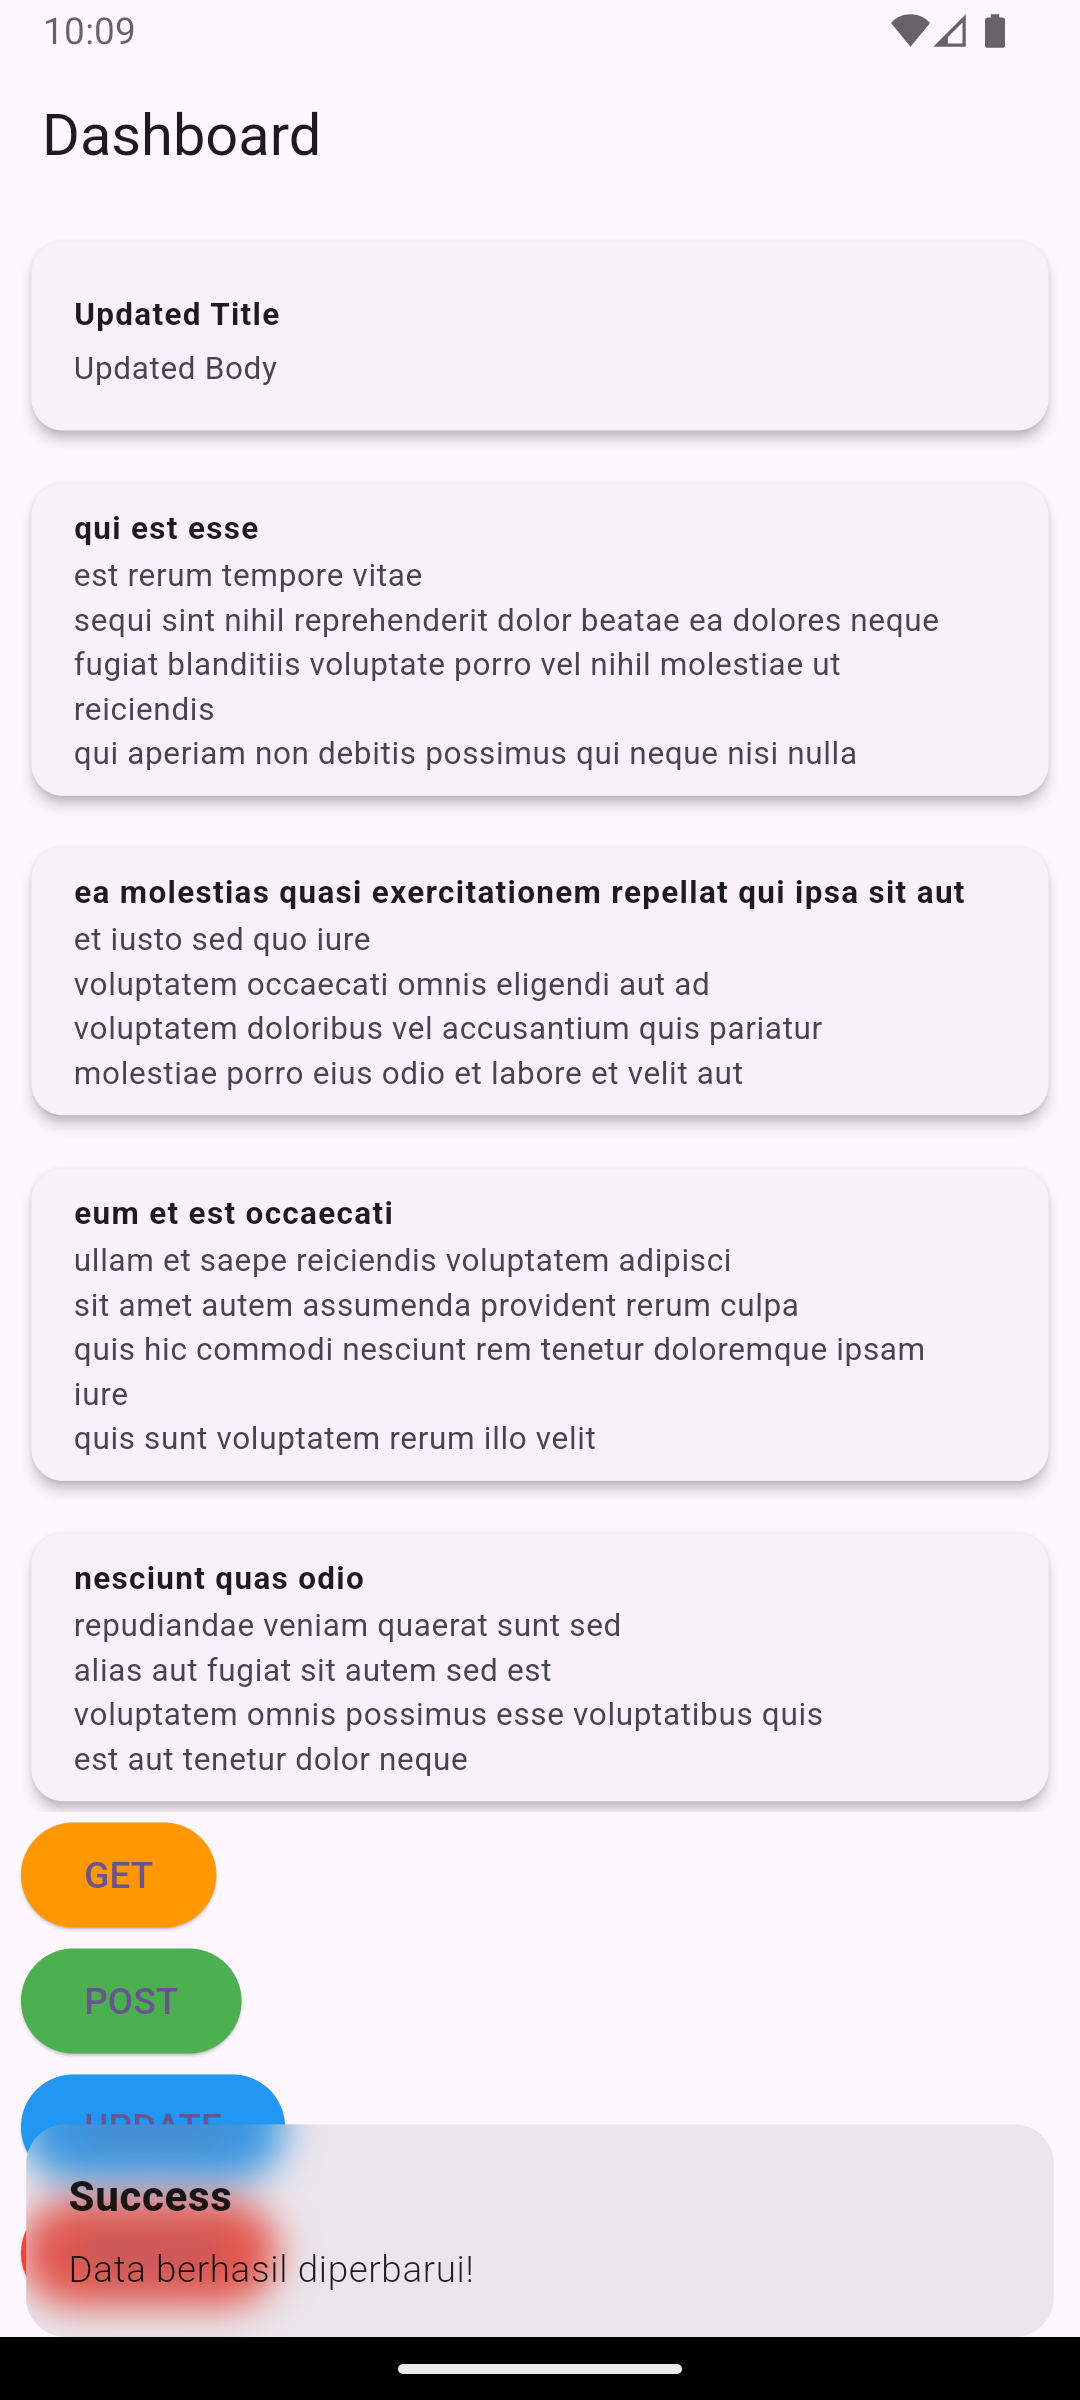 10:09
Dashboard
Updated Title
Updated Body
qui est esse
est rerum tempore vitae
sequi sint nihil reprehenderit dolor beatae ea dolores neque
fugiat blanditiis voluptate porro vel nihil molestiae ut
reiciendis
qui aperiam non debitis possimus qui neque nisi nulla
ea molestias quasi exercitationem repellat qui ipsa sit aut
et iusto sed quo iure
voluptatem occaecati omnis eligendi aut ad
voluptatem doloribus vel accusantium quis pariatur
molestiae porro eius odio et labore et velit aut
eum et est occaecati
ullam et saepe reiciendis voluptatem adipisci
sit amet autem assumenda provident rerum culpa
quis hic commodi nesciunt rem tenetur doloremque ipsam
iure
quis sunt voluptatem rerum illo velit
nesciunt quas odio
repudiandae veniam quaerat sunt sed
alias aut fugiat sit autem sed est
voluptatem omnis possimus esse voluptatibus quis
est aut tenetur dolor neque
GET
POST
UPDATE
Success
Data berhasil diperbarui!